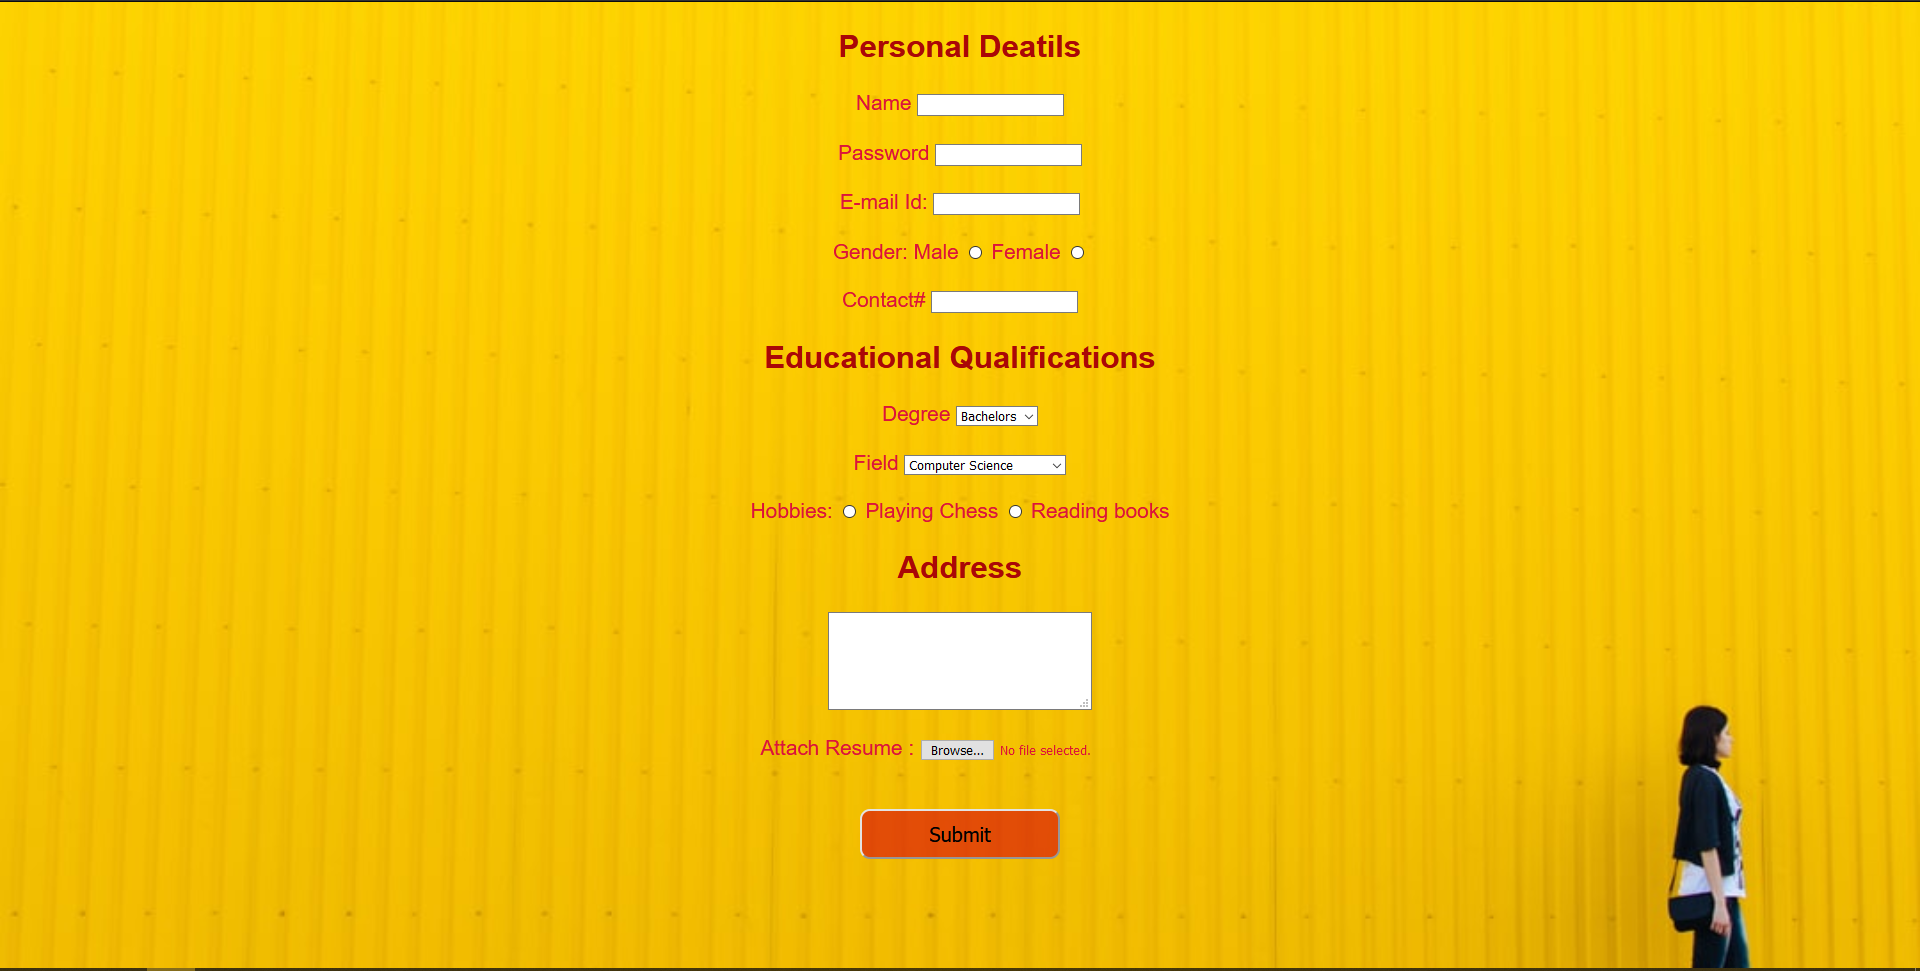 Personal Deatils
Name
Password
E-mail Id:
Gender: Male Female
Contact#
Educational Qualifications
Degree Bachelors
Field Computer Science
Hobbies: Playing Chess Reading books
Address
Attach Resume : Browse... No file selected.
Submit